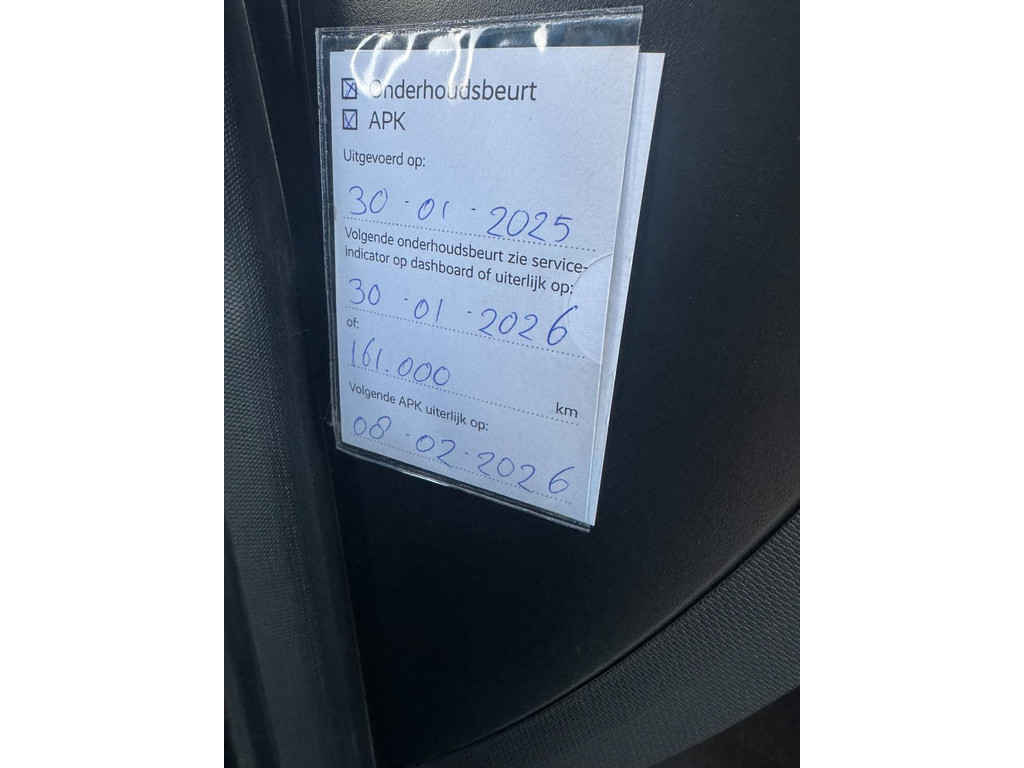 ☒ Onderhoudsbeurt
☒ APK
Uitgevoerd op:
30 - 01 - 2025
Volgende onderhoudsbeurt zie service-
indicator op dashboard of uiterlijk op:
30 - 01 - 2026
of:
161.000 km
Volgende APK uiterlijk op:
08 - 02 - 2026